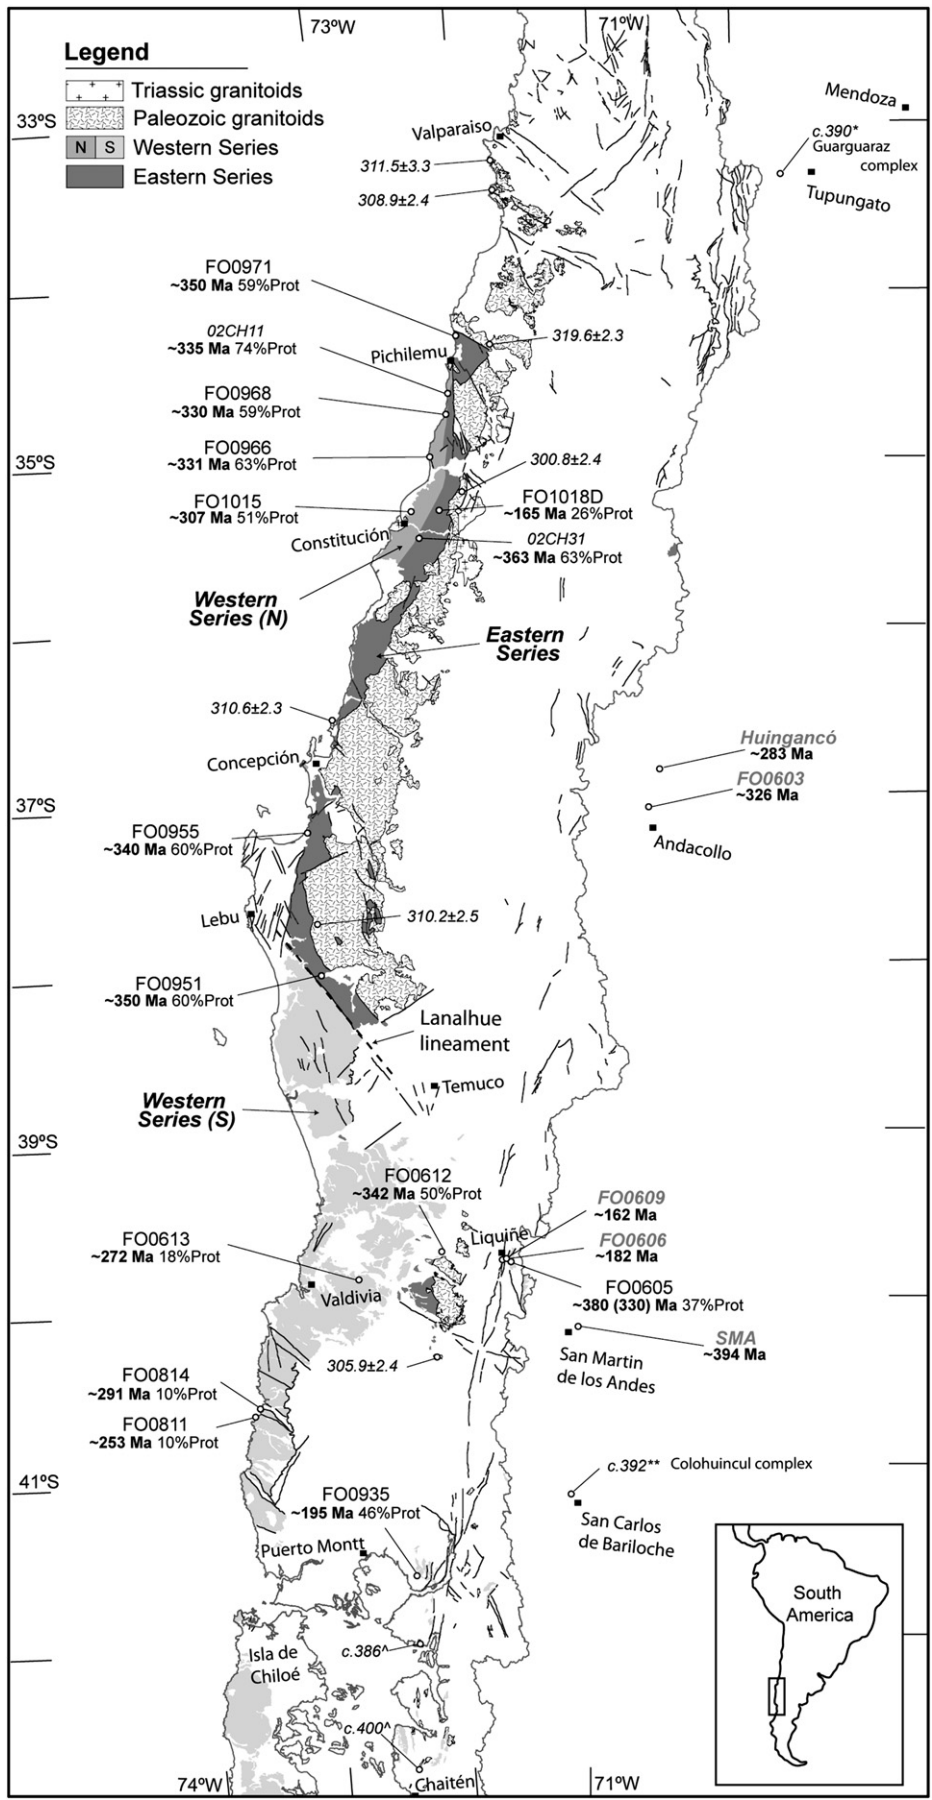 73ºW
71ºW
Legend
Triassic granitoids
Paleozoic granitoids
N S Western Series
Eastern Series
Mendoza
33ºS
Valparaiso
c.390*
Guarguaraz
complex
311.5±3.3
308.9±2.4
Tupungato
FO0971
~350 Ma 59%Prot
02CH11
~335 Ma 74%Prot
319.6±2.3
Pichilemu
FO0968
~330 Ma 59%Prot
FO0966
~331 Ma 63%Prot
35ºS
300.8±2.4
FO1015
~307 Ma 51%Prot
FO1018D
~165 Ma 26%Prot
Constitución
02CH31
~363 Ma 63%Prot
Western
Series (N)
Eastern
Series
310.6±2.3
Concepción
Huingancó
~283 Ma
FO0603
~326 Ma
37ºS
FO0955
~340 Ma 60%Prot
Andacollo
Lebu
310.2±2.5
FO0951
~350 Ma 60%Prot
Lanalhue
lineament
Temuco
Western
Series (S)
39ºS
FO0612
~342 Ma 50%Prot
FO0609
~162 Ma
Liquiñe
FO0613
~272 Ma 18%Prot
FO0606
~182 Ma
Valdivia
FO0605
~380 (330) Ma 37%Prot
SMA
~394 Ma
San Martin
de los Andes
305.9±2.4
FO0814
~291 Ma 10%Prot
FO0811
~253 Ma 10%Prot
c.392** Colohuincul complex
41ºS
FO0935
~195 Ma 46%Prot
San Carlos
de Bariloche
Puerto Montt
South
America
Isla de
Chiloé
c.386^
c.400^
Chaitén
74ºW
71ºW